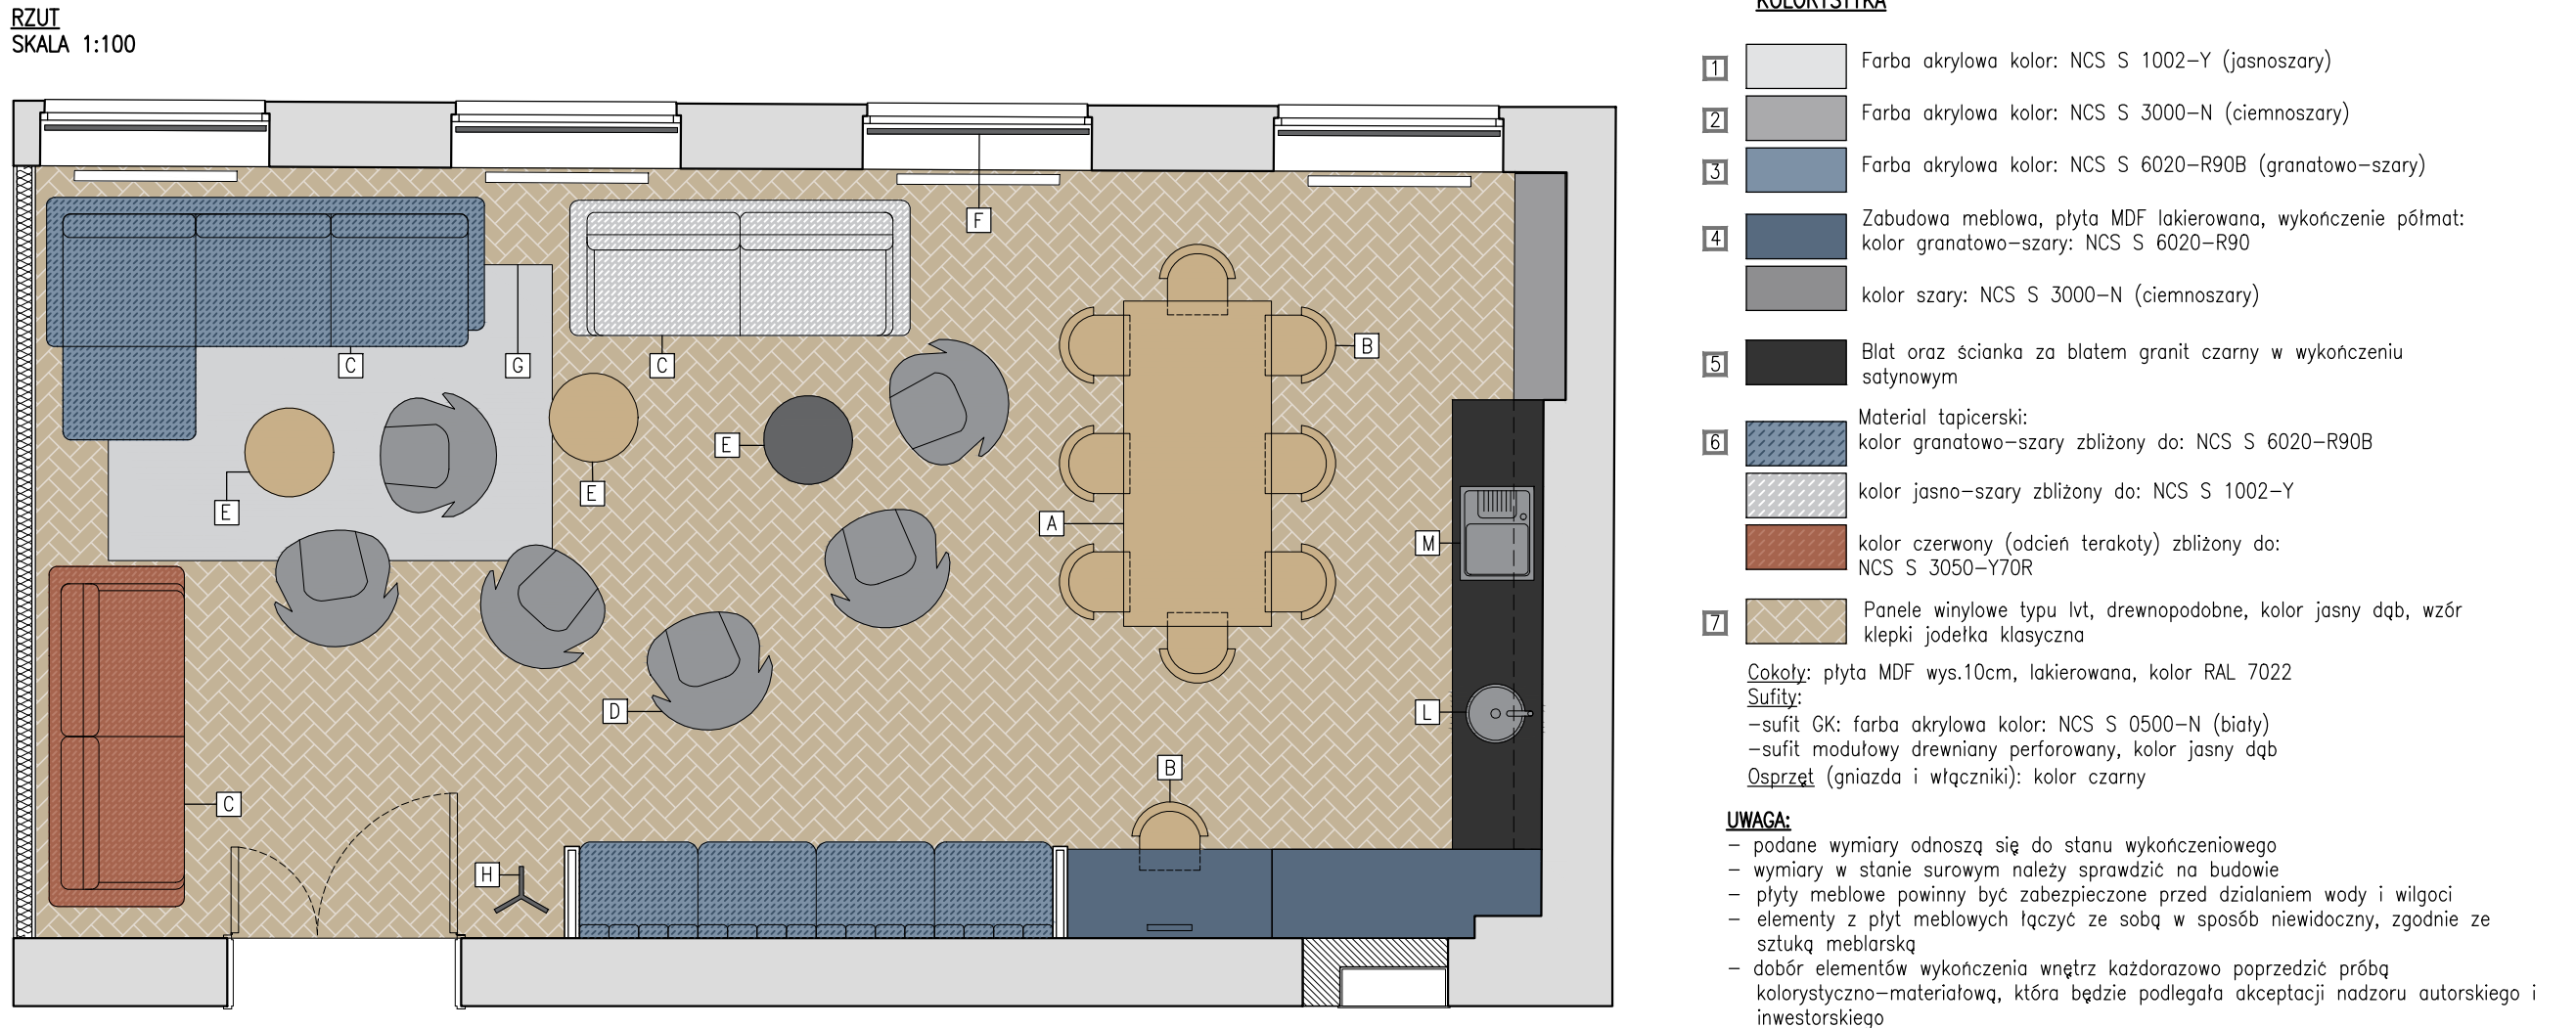 RZUT
SKALA 1:100
F
C
G
C
B
E
E
E
A
M
D
L
B
C
H
KOLORYSTYKA
1
Farba akrylowa kolor: NCS S 1002-Y (jasnoszary)
2
Farba akrylowa kolor: NCS S 3000-N (ciemnoszary)
3
Farba akrylowa kolor: NCS S 6020-R90B (granatowo-szary)
4
Zabudowa meblowa, płyta MDF lakierowana, wykończenie półmat:
kolor granatowo-szary: NCS S 6020-R90
kolor szary: NCS S 3000-N (ciemnoszary)
5
Blat oraz ścianka za blatem granit czarny w wykończeniu
satynowym
6
Material tapicerski:
kolor granatowo-szary zbliżony do: NCS S 6020-R90B
kolor jasno-szary zbliżony do: NCS S 1002-Y
kolor czerwony (odcień terakoty) zbliżony do:
NCS S 3050-Y70R
7
Panele winylowe typu lvt, drewnopodobne, kolor jasny dąb, wzór
klepki jodełka klasyczna
Cokoły: płyta MDF wys.10cm, lakierowana, kolor RAL 7022
Sufity:
-sufit GK: farba akrylowa kolor: NCS S 0500-N (biały)
-sufit modułowy drewniany perforowany, kolor jasny dąb
Osprzęt (gniazda i włączniki): kolor czarny
UWAGA:
- podane wymiary odnoszą się do stanu wykończeniowego
- wymiary w stanie surowym należy sprawdzić na budowie
- płyty meblowe powinny być zabezpieczone przed dzialaniem wody i wilgoci
- elementy z płyt meblowych łączyć ze sobą w sposób niewidoczny, zgodnie ze
sztuką meblarską
- dobór elementów wykończenia wnętrz każdorazowo poprzedzić próbą
kolorystyczno-materiałową, która będzie podlegała akceptacji nadzoru autorskiego i
inwestorskiego